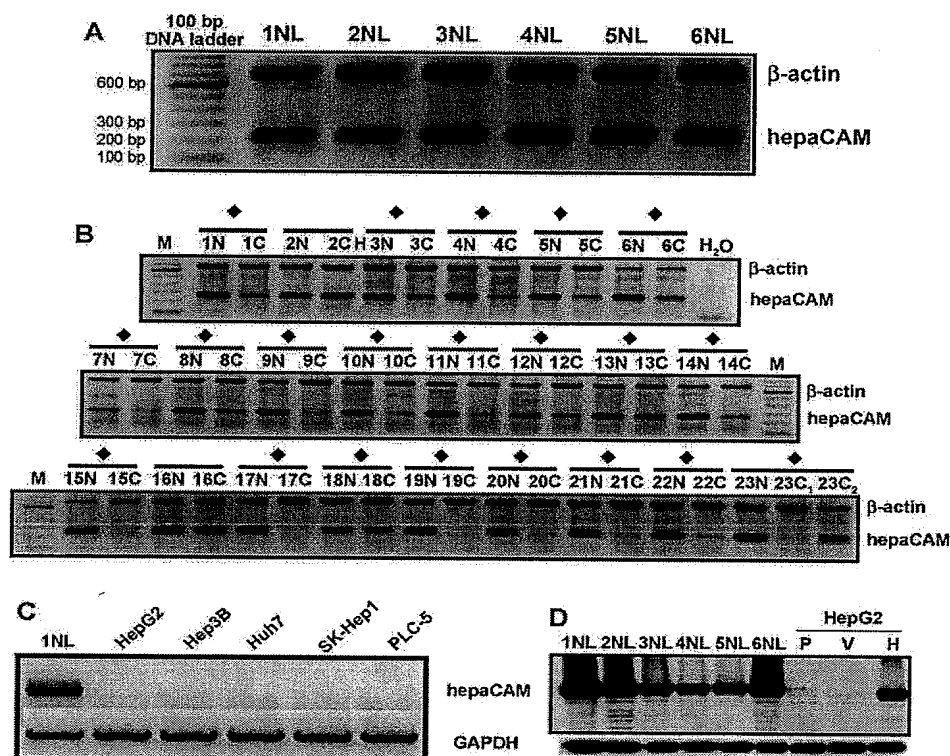 A
100 bp
DNA ladder
1NL 2NL 3NL 4NL 5NL 6NL
600 bp
300 bp
200 bp
100 bp
β-actin
hepaCAM
B
M 1N 1C 2N 2C H 3N 3C 4N 4C 5N 5C 6N 6C H₂O
β-actin
hepaCAM
7N 7C 8N 8C 9N 9C 10N 10C 11N 11C 12N 12C 13N 13C 14N 14C M
β-actin
hepaCAM
M 15N 15C 16N 16C 17N 17C 18N 18C 19N 19C 20N 20C 21N 21C 22N 22C 23N 23C₁ 23C₂
β-actin
hepaCAM
C
1NL HepG2 Hep3B Huh7 SK-Hep1 PLC-5
hepaCAM
GAPDH
D
HepG2
1NL 2NL 3NL 4NL 5NL 6NL P V H